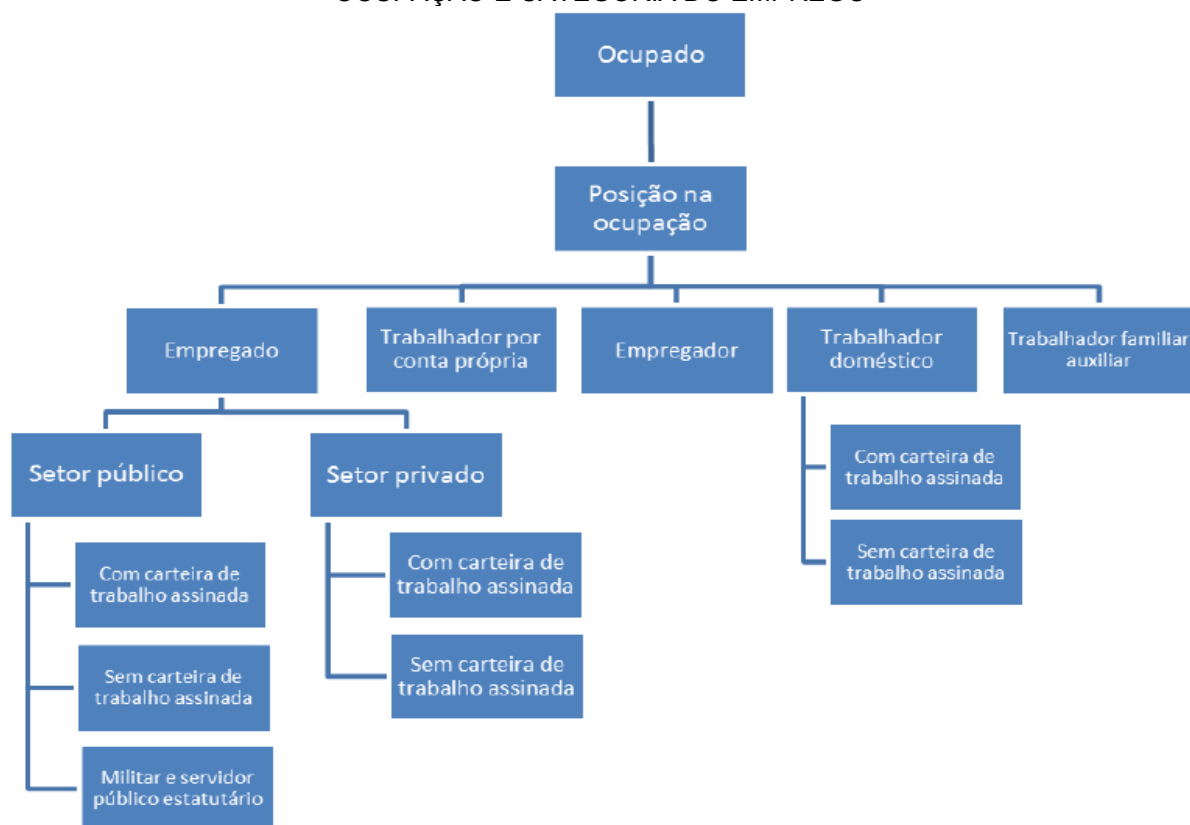 Ocupado
Posição na
ocupação
Empregado
Trabalhador por
conta própria
Empregador
Trabalhador
doméstico
Trabalhador familiar
auxiliar
Setor público
Setor privado
Com carteira de
trabalho assinada
Sem carteira de
trabalho assinada
Com carteira de
trabalho assinada
Sem carteira de
trabalho assinada
Militar e servidor
público estatutário
Com carteira de
trabalho assinada
Sem carteira de
trabalho assinada